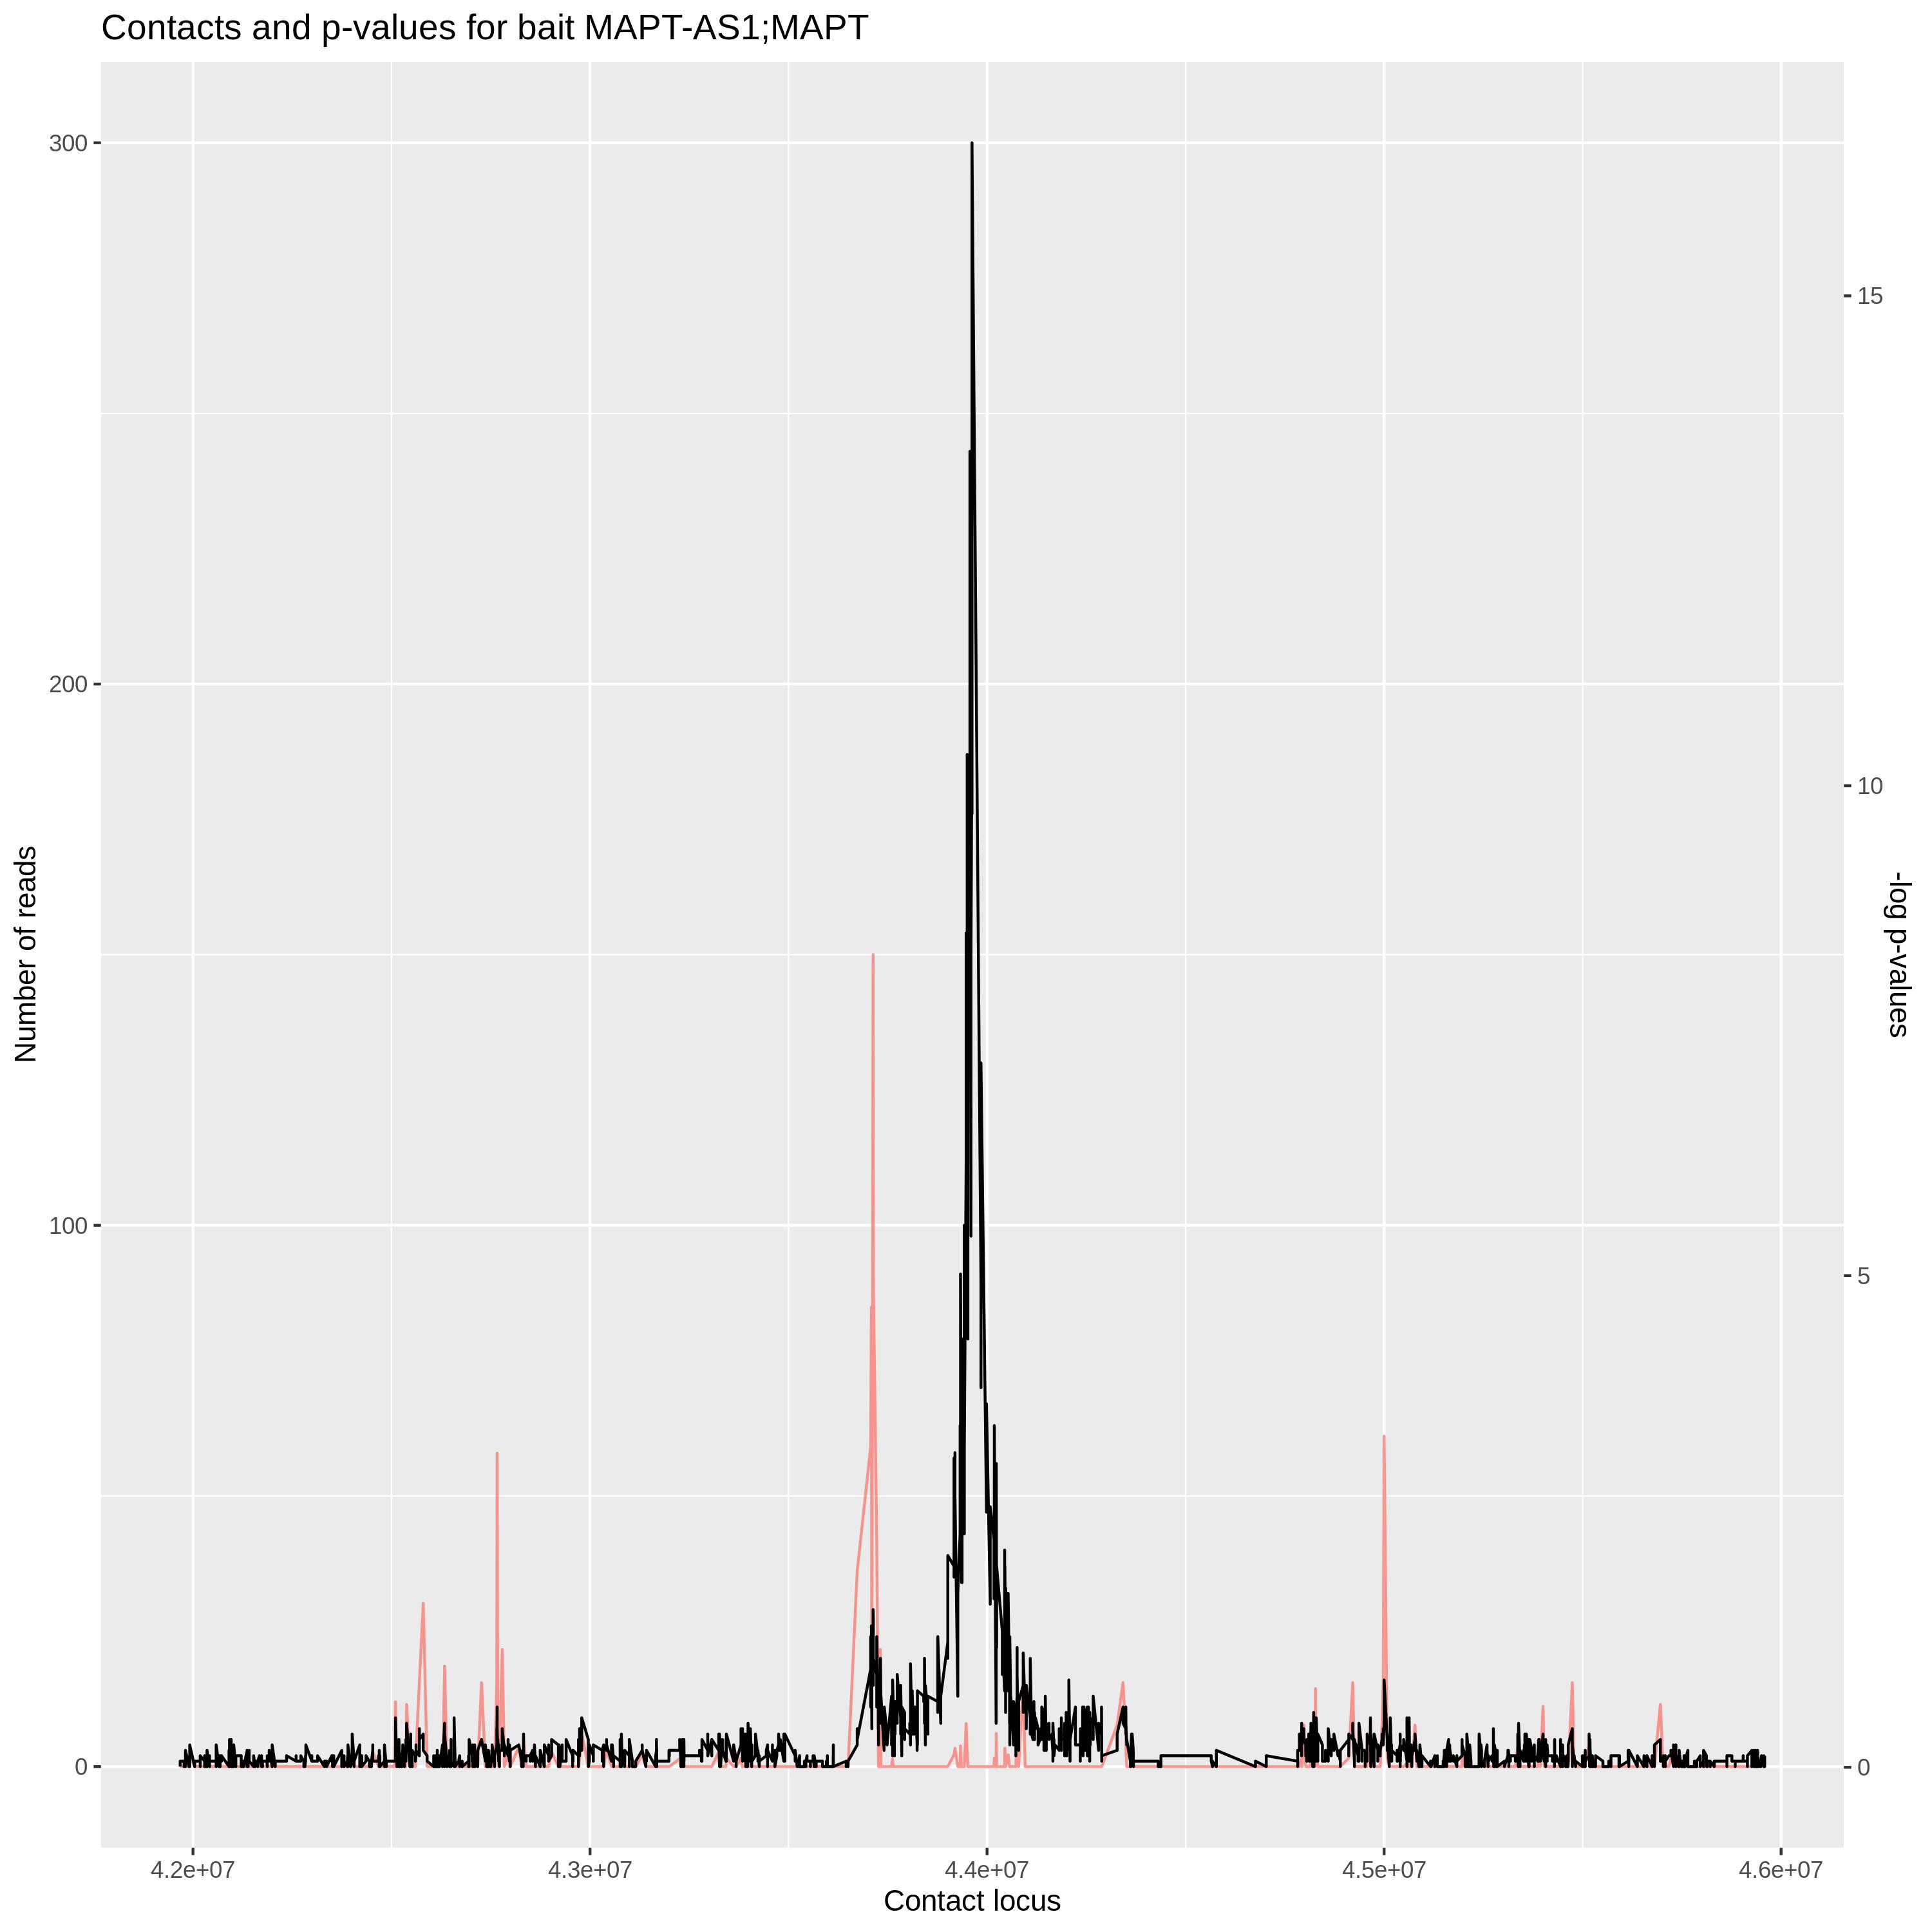 Contacts and p-values for bait MAPT-AS1;MAPT
300
200
100
0
Number of reads
15
10
5
0
-log p-values
4.2e+07
4.3e+07
4.4e+07
4.5e+07
4.6e+07
Contact locus